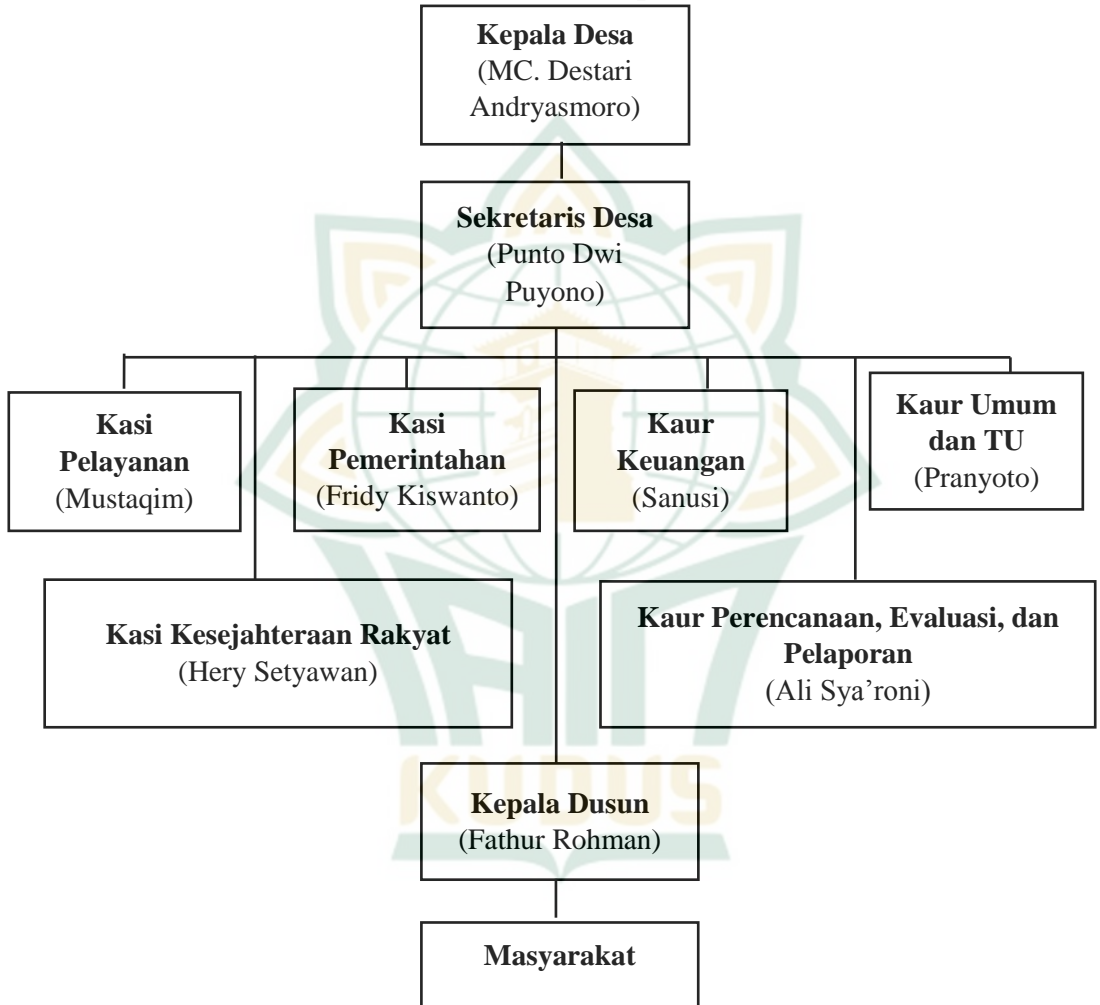 Kepala Desa
(MC. Destari
Andryasmoro)
Sekretaris Desa
(Punto Dwi
Puyono)
Kasi
Pelayanan
(Mustaqim)
Kasi
Pemerintahan
(Fridy Kiswanto)
Kaur
Keuangan
(Sanusi)
Kaur Umum
dan TU
(Pranyoto)
Kasi Kesejahteraan Rakyat
(Hery Setyawan)
Kaur Perencanaan, Evaluasi, dan
Pelaporan
(Ali Sya’roni)
IAIN
KUDUS
Kepala Dusun
(Fathur Rohman)
Masyarakat